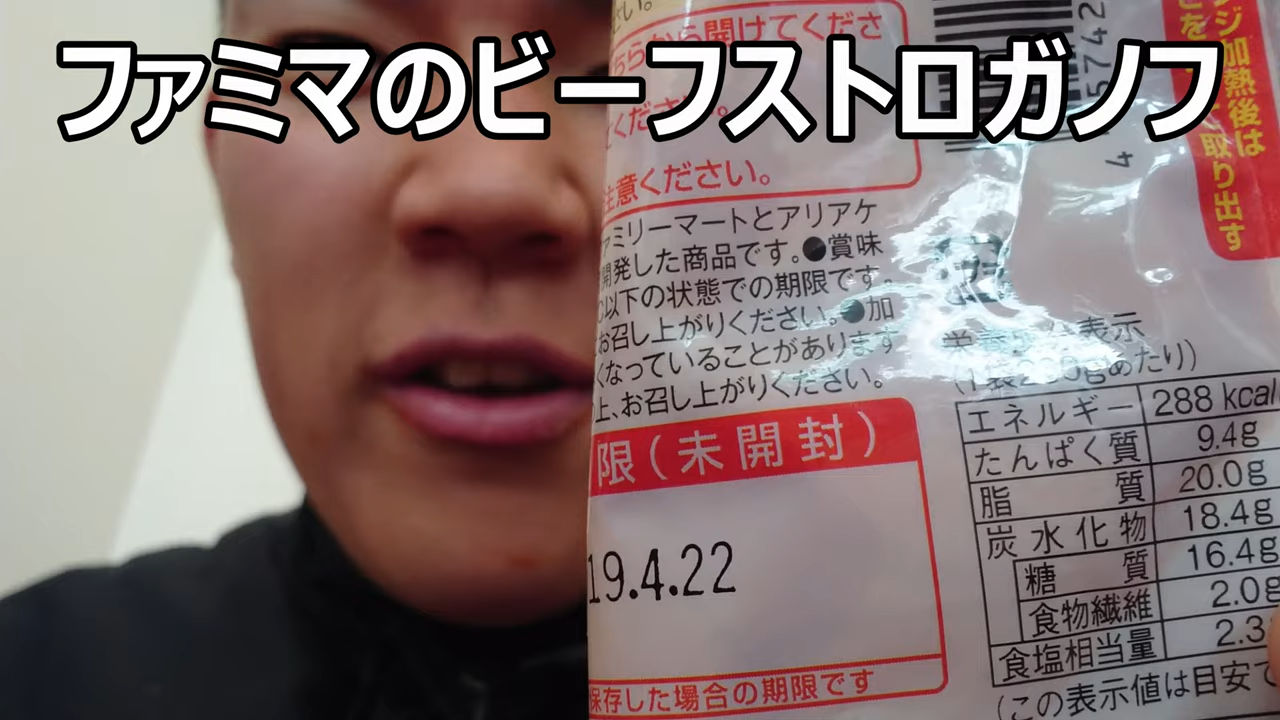 ファミマのビーフストロガノフ
ちらから開けてくださ
ください。
注意ください。
ァミリーマートとアリアケ
開発した商品です。●賞味
以下の状態での期限です。
お召し上がりください。●加
くなっていることがあります
上、お召し上がりください。
限(未開封)
19.4.22
保存した場合の期限です
5742
4
ジ加熱後は
取り出す
栄養成分表示
エネルギー 288 kcal
たんぱく質 9.4g
脂質 20.0g
炭水化物 18.4g
糖質 16.4g
食物繊維 2.0g
食塩相当量 2.3
(この表示値は目安で